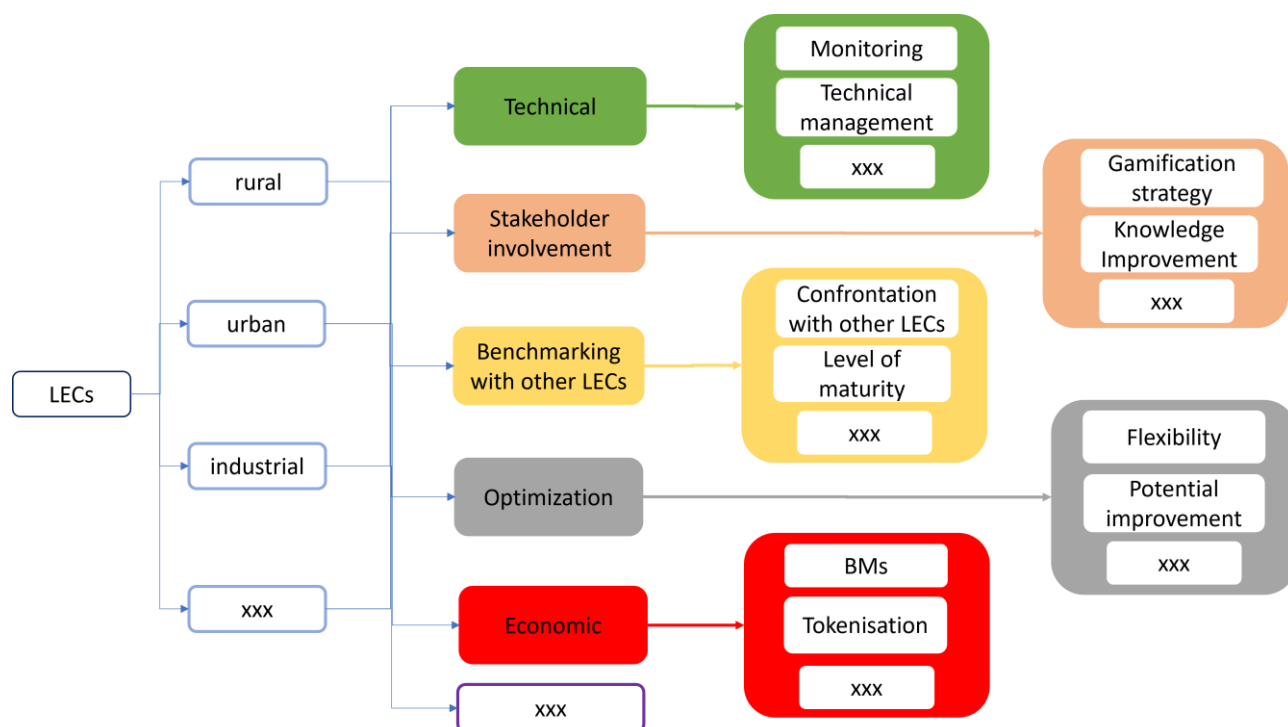 LECs
rural
urban
industrial
xxx
Technical
Stakeholder
involvement
Benchmarking
with other LECs
Optimization
Economic
xxx
Monitoring
Technical
management
xxx
Gamification
strategy
Knowledge
Improvement
xxx
Confrontation
with other LECs
Level of
maturity
xxx
Flexibility
Potential
improvement
xxx
BMs
Tokenisation
xxx